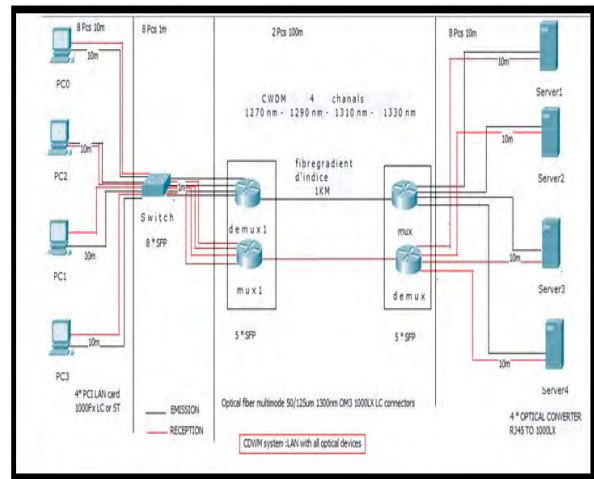 8 Pcs 10m
8 Pcs 1m
2 Pcs 100m
8 Pcs 10m
10m
PC0
10m
PC2
10m
PC1
10m
PC3
1m
Switch
8 * SFP
CWDM 4 chanals
1270 nm - 1290 nm - 1310 nm - 1330 nm
fibregradient
d'indice
1KM
demux1
mux1
5 * SFP
mux
demux
5 * SFP
10m
Server1
10m
Server2
10m
Server3
10m
Server4
4* PCI LAN card
1000Fx LC or ST
EMISSION
RECEPTION
Optical fiber multimode 50/125um 1300nm OM3 1000LX LC connectors
4 * OPTICAL CONVERTER
RJ45 TO 1000LX
CDWM system :LAN with all optical devices